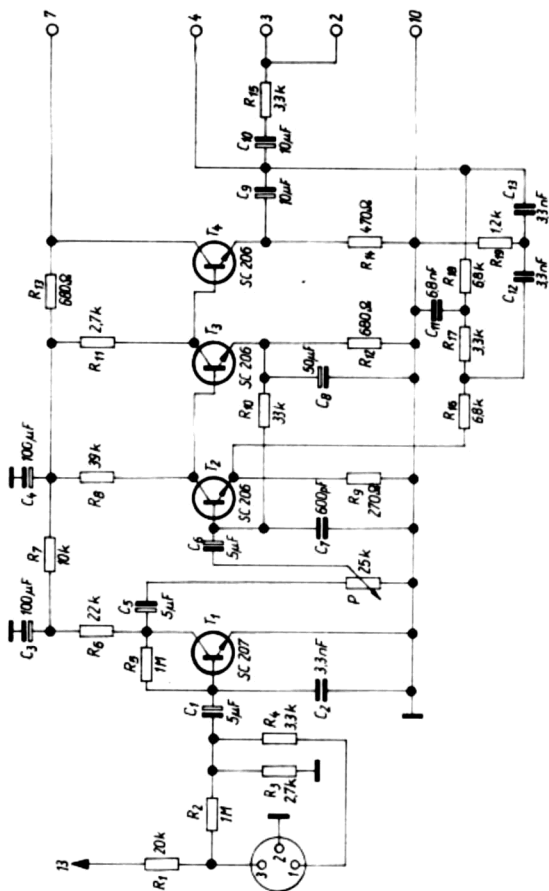 7
4
3
2
10
R15
3,3k
C10
10µF
C9
10µF
R13
680Ω
T4
SC 206
470Ω
R14
R19
1,2k
C13
3,3nF
C12
3,3nF
R18
6,8k
6,8nF
C11
R17
3,3k
R16
6,8k
2,7k
R11
T3
SC 206
680Ω
R12
50µF
C8
R10
33k
100µF
C4
39k
R8
T2
SC 206
R9
270Ω
600pF
C7
C6
5µF
R7
10k
100µF
C3
22k
R6
C5
5µF
25k
P
R5
1M
T1
SC 207
3,3nF
C2
C1
5µF
R4
3,3k
R3
2,7k
R2
1M
13
20k
R1
3
2
1